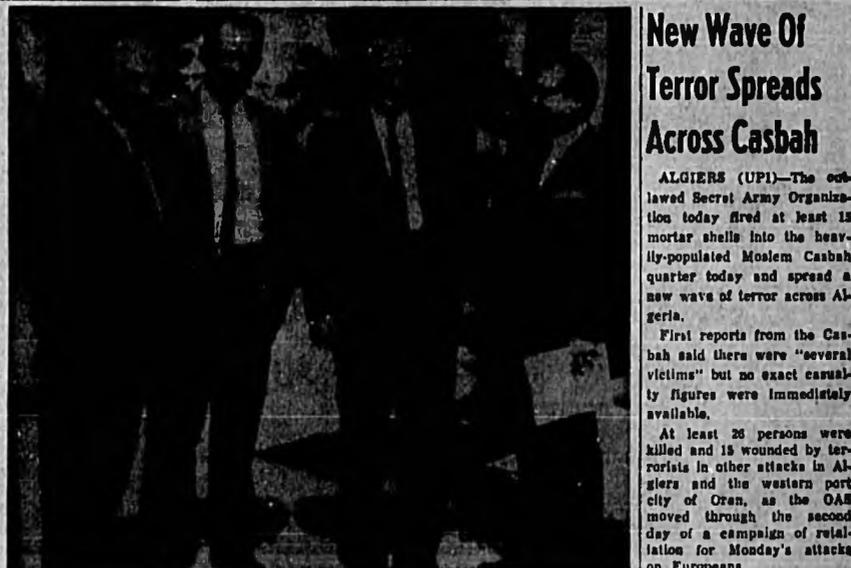 New Wave Of
Terror Spreads
Across Casbah
ALGIERS (UPI)—The out-
lawed Secret Army Organiza-
tion today fired at least 15
mortar shells into the heav-
ily-populated Moslem Casbah
quarter today and spread a
new wave of terror across Al-
geria.
First reports from the Cas-
bah said there were "several
victims" but no exact casual-
ty figures were immediately
available.
At least 26 persons were
killed and 15 wounded by ter-
rorists in other attacks in Al-
giers and the western port
city of Oran, as the OAS
moved through the second
day of a campaign of retal-
iation for Monday's attacks
on Europeans